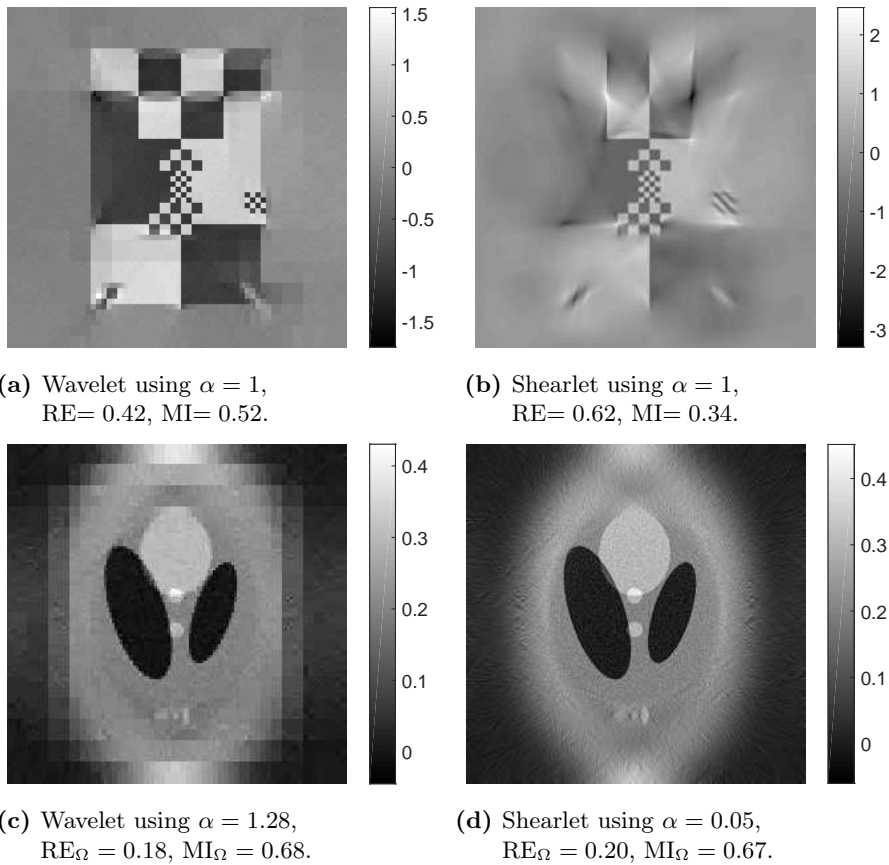 1.5
1
0.5
0
-0.5
-1
-1.5
2
1
0
-1
-2
-3
(a) Wavelet using α = 1,
RE= 0.42, MI= 0.52.
(b) Shearlet using α = 1,
RE= 0.62, MI= 0.34.
0.4
0.3
0.2
0.1
0
0.4
0.3
0.2
0.1
0
(c) Wavelet using α = 1.28,
RE_Ω = 0.18, MI_Ω = 0.68.
(d) Shearlet using α = 0.05,
RE_Ω = 0.20, MI_Ω = 0.67.